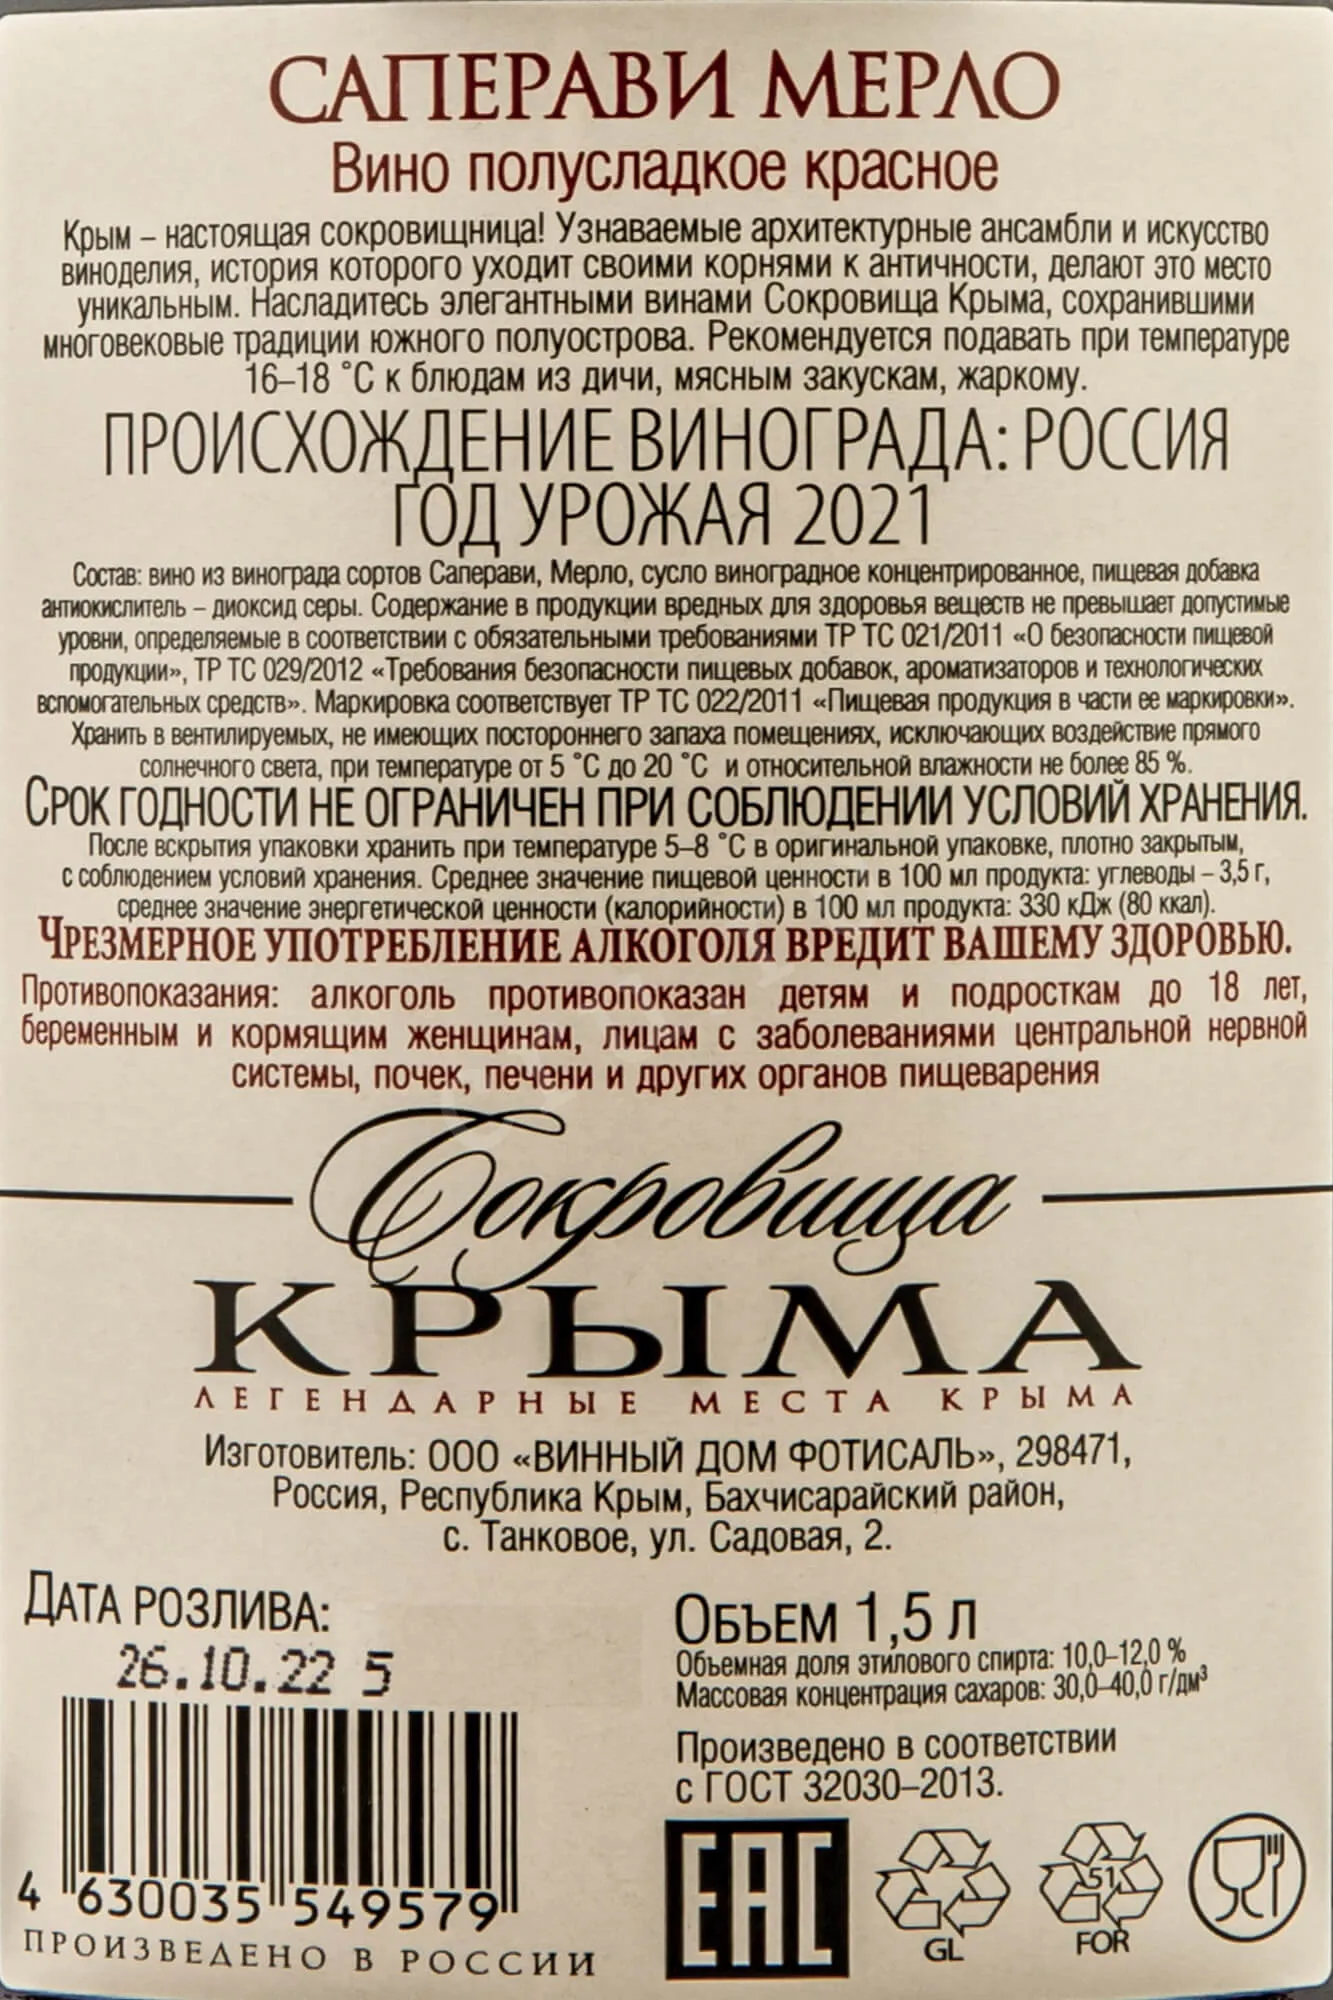 САПЕРАВИ МЕРЛО
Вино полусладкое красное
Крым – настоящая сокровищница! Узнаваемые архитектурные ансамбли и искусство
виноделия, история которого уходит своими корнями к античности, делают это место
уникальным. Насладитесь элегантными винами Сокровища Крыма, сохранившими
многовековые традиции южного полуострова. Рекомендуется подавать при температуре
16–18 °С к блюдам из дичи, мясным закускам, жаркому.
ПРОИСХОЖДЕНИЕ ВИНОГРАДА: РОССИЯ
ГОД УРОЖАЯ 2021
Состав: вино из винограда сортов Саперави, Мерло, сусло виноградное концентрированное, пищевая добавка
антиокислитель – диоксид серы. Содержание в продукции вредных для здоровья веществ не превышает допустимые
уровни, определяемые в соответствии с обязательными требованиями ТР ТС 021/2011 «О безопасности пищевой
продукции», ТР ТС 029/2012 «Требования безопасности пищевых добавок, ароматизаторов и технологических
вспомогательных средств». Маркировка соответствует ТР ТС 022/2011 «Пищевая продукция в части ее маркировки».
Хранить в вентилируемых, не имеющих постороннего запаха помещениях, исключающих воздействие прямого
солнечного света, при температуре от 5 °С до 20 °С и относительной влажности не более 85 %.
СРОК ГОДНОСТИ НЕ ОГРАНИЧЕН ПРИ СОБЛЮДЕНИИ УСЛОВИЙ ХРАНЕНИЯ.
После вскрытия упаковки хранить при температуре 5–8 °С в оригинальной упаковке, плотно закрытым,
с соблюдением условий хранения. Среднее значение пищевой ценности в 100 мл продукта: углеводы – 3,5 г,
среднее значение энергетической ценности (калорийности) в 100 мл продукта: 330 кДж (80 ккал).
ЧРЕЗМЕРНОЕ УПОТРЕБЛЕНИЕ АЛКОГОЛЯ ВРЕДИТ ВАШЕМУ ЗДОРОВЬЮ.
Противопоказания: алкоголь противопоказан детям и подросткам до 18 лет,
беременным и кормящим женщинам, лицам с заболеваниями центральной нервной
системы, почек, печени и других органов пищеварения
Сокровища
КРЫМА
ЛЕГЕНДАРНЫЕ МЕСТА КРЫМА
Изготовитель: ООО «ВИННЫЙ ДОМ ФОТИСАЛЬ», 298471,
Россия, Республика Крым, Бахчисарайский район,
с. Танковое, ул. Садовая, 2.
ДАТА РОЗЛИВА:
26.10.22 5
4 630035 549579
ПРОИЗВЕДЕНО В РОССИИ
ОБЪЕМ 1,5 л
Объемная доля этилового спирта: 10,0–12,0 %
Массовая концентрация сахаров: 30,0–40,0 г/дм³
Произведено в соответствии
с ГОСТ 32030–2013.
ЕАС
GL
51
FOR